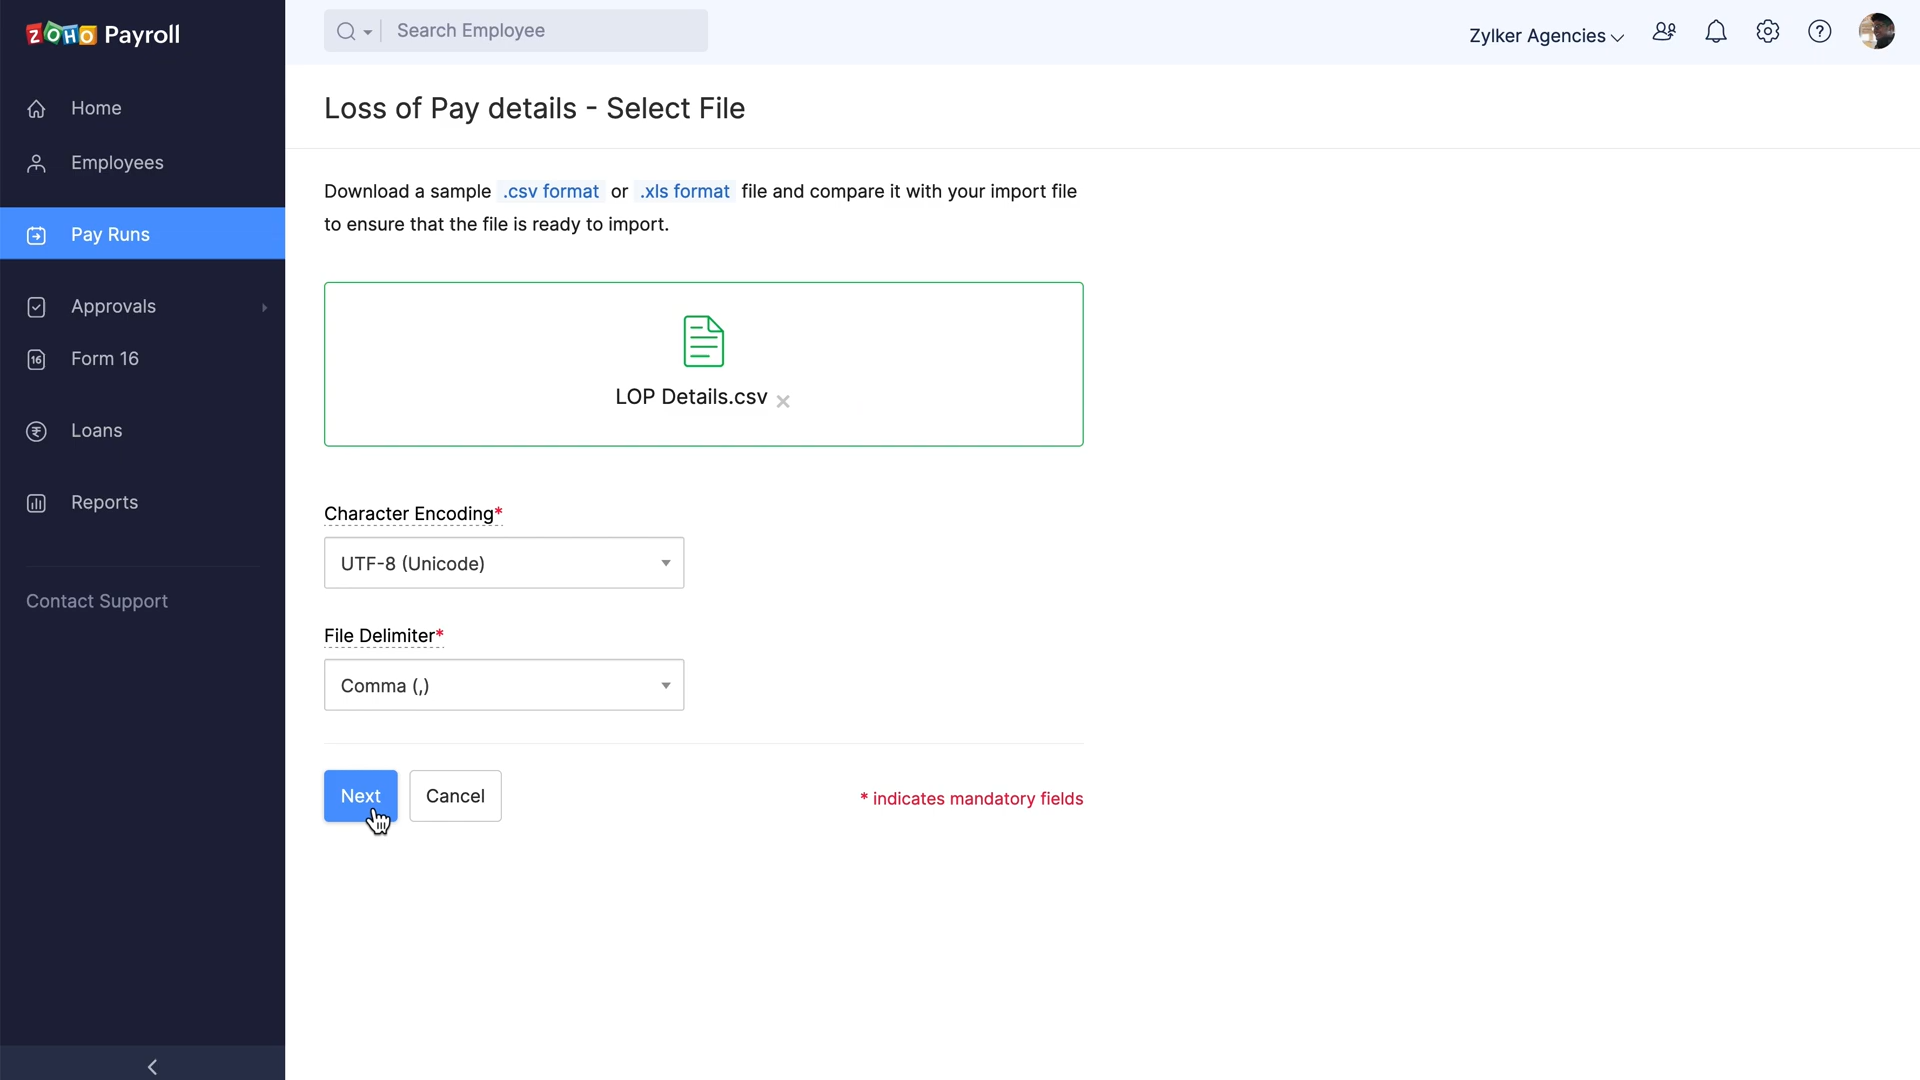 ZOHO Payroll
Search Employee
Zylker Agencies
Home
Employees
Pay Runs
Approvals
16 Form 16
Loans
Reports
Contact Support
Loss of Pay details - Select File
Download a sample .csv format or .xls format file and compare it with your import file
to ensure that the file is ready to import.
LOP Details.csv
Character Encoding*
UTF-8 (Unicode)
File Delimiter*
Comma (,)
Next
Cancel
* indicates mandatory fields